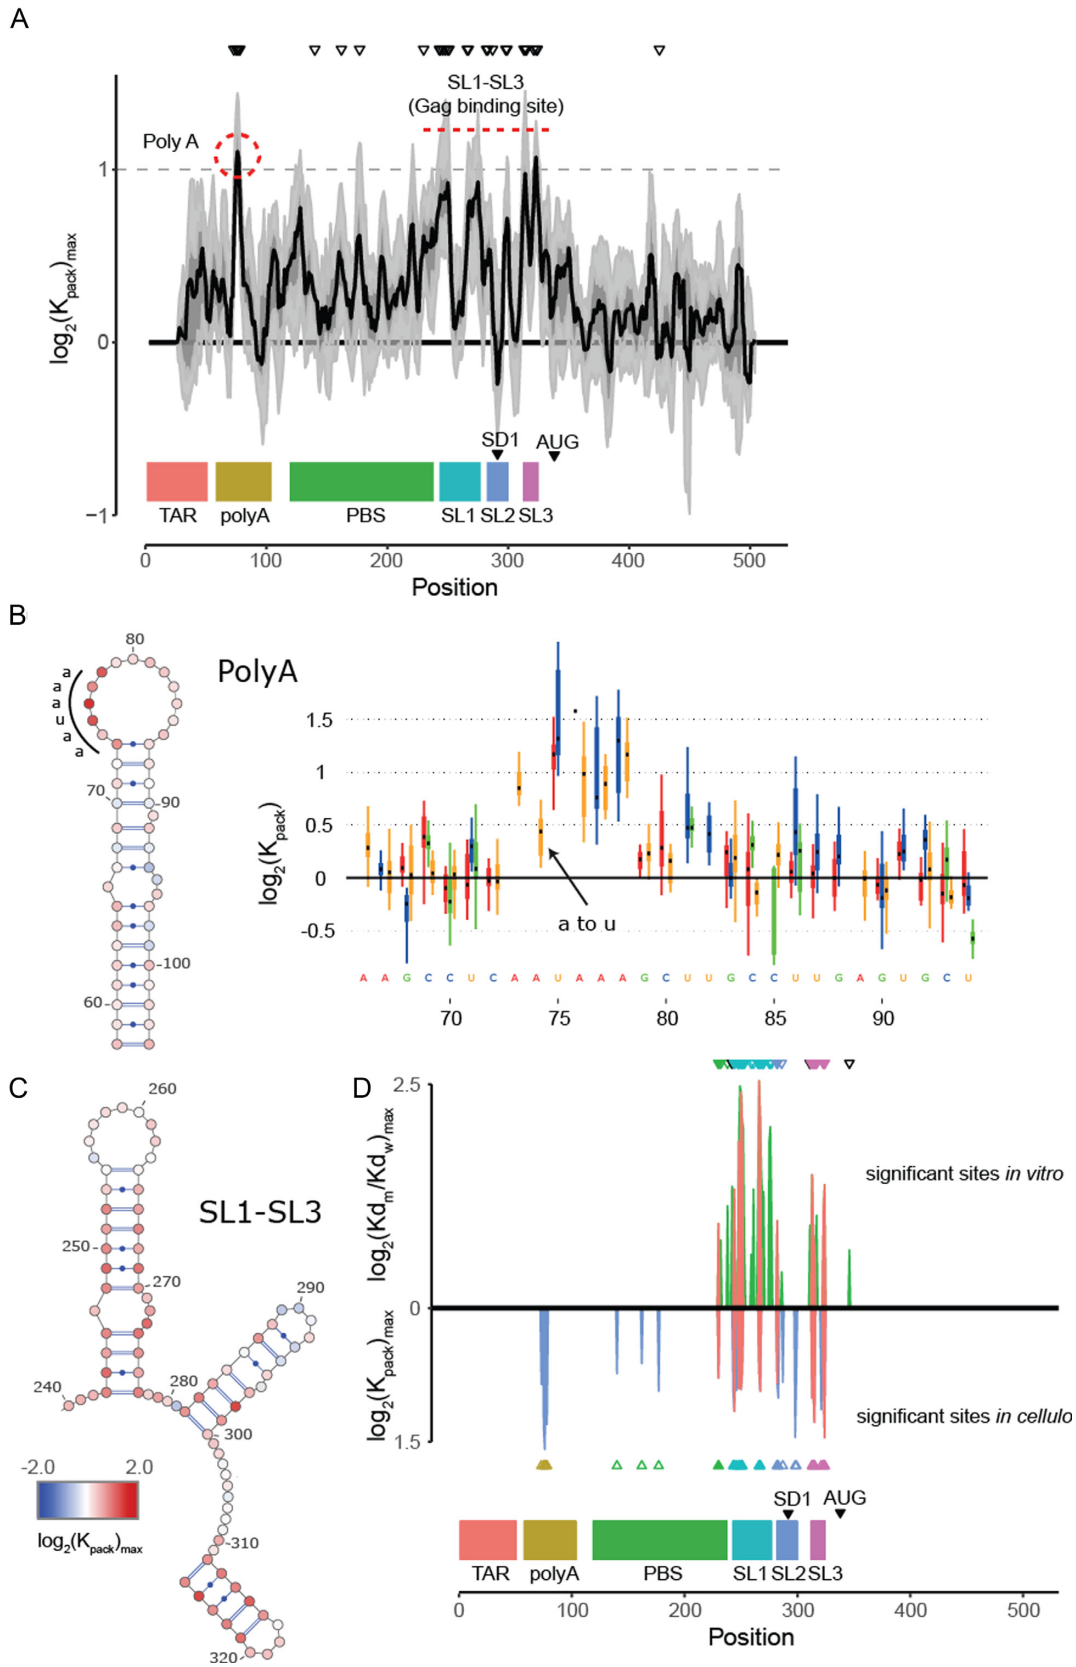 A
SL1-SL3
(Gag binding site)
Poly A
1
0
−1
log2(Kpack)max
SD1
AUG
TAR polyA PBS SL1 SL2 SL3
0 100 200 300 400 500
Position
B
80
a
a
a
u
a
a
70
90
100
60
PolyA
1.5
1
0.5
0
-0.5
log2(Kpack)
a to u
A A G C C U C A A U A A A G C U U G C C U U G A G U G C U
70 75 80 85 90
C
260
250
270
240
280
290
300
310
320
SL1-SL3
-2.0 2.0
log2(Kpack)max
D
2.5
0
1.5
log2(Kdm/Kdw)max
log2(Kpack)max
significant sites in vitro
significant sites in cellulo
SD1
AUG
TAR polyA PBS SL1 SL2 SL3
0 100 200 300 400 500
Position